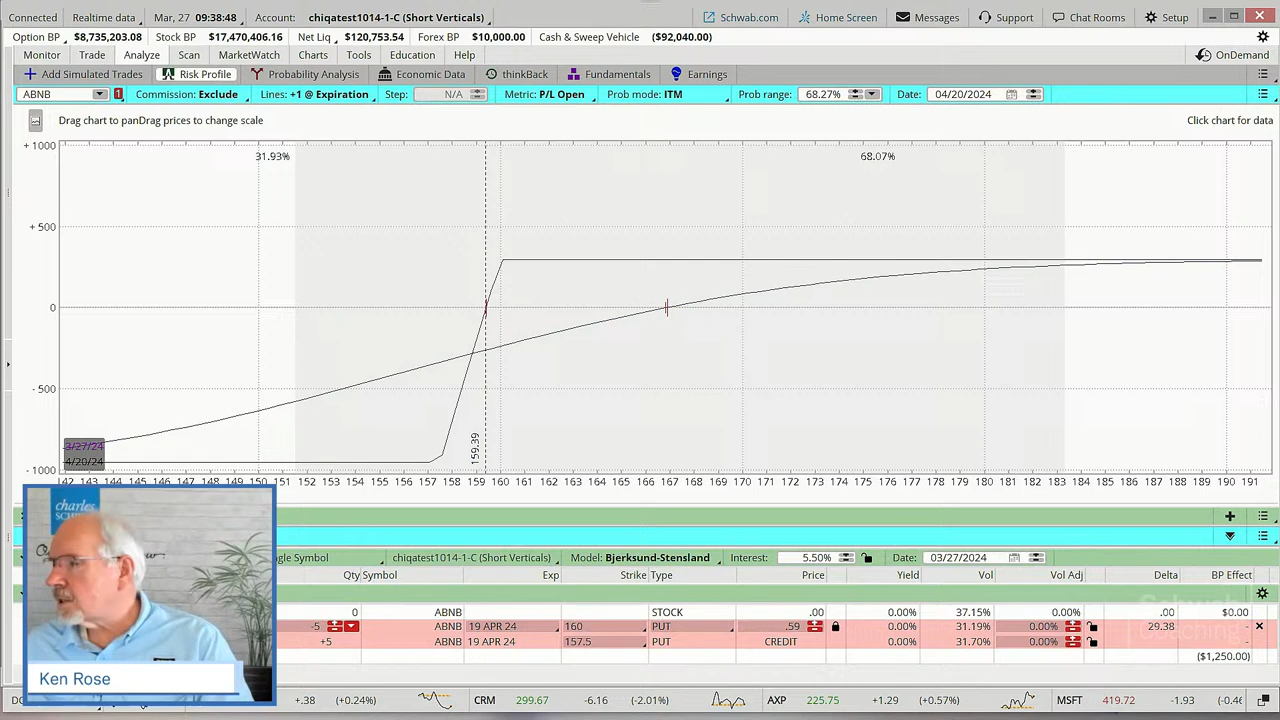 Connected Realtime data Mar, 27 09:38:48 Account: chiqatest1014-1-C (Short Verticals) Schwab.com Home Screen Messages Support Chat Rooms Setup
Option BP $8,735,203.08 Stock BP $17,470,406.16 Net Liq $120,753.54 Forex BP $10,000.00 Cash & Sweep Vehicle ($92,040.00)
Monitor Trade Analyze Scan MarketWatch Charts Tools Education Help OnDemand
Add Simulated Trades Risk Profile Probability Analysis Economic Data thinkBack Fundamentals Earnings
ABNB 1 Commission: Exclude Lines: +1 @ Expiration Step: N/A Metric: P/L Open Prob mode: ITM Prob range: 68.27% Date: 04/20/2024
Drag chart to panDrag prices to change scale Click chart for data
+ 1000
31.93% 68.07%
+ 500
0
- 500
159.39
3/27/24
4/20/24
- 1000
142 143 144 145 146 147 148 149 150 151 152 153 154 155 156 157 158 159 160 161 162 163 164 165 166 167 168 169 170 171 172 173 174 175 176 177 178 179 180 181 182 183 184 185 186 187 188 189 190 191
ngle Symbol chiqatest1014-1-C (Short Verticals) Model: Bjerksund-Stensland Interest: 5.50% Date: 03/27/2024
Qty Symbol Exp Strike Type Price Yield Vol Vol Adj Delta BP Effect
0 ABNB STOCK .00 0.00% 37.15% 0.00% .00 $0.00
-5 ABNB 19 APR 24 160 PUT .59 0.00% 31.19% 0.00% 29.38 -
+5 ABNB 19 APR 24 157.5 PUT CREDIT 0.00% 31.70% 0.00% -
($1,250.00)
charles
Ken Rose
+.38 (+0.24%) CRM 299.67 -6.16 (-2.01%) AXP 225.75 +1.29 (+0.57%) MSFT 419.72 -1.93 (-0.46